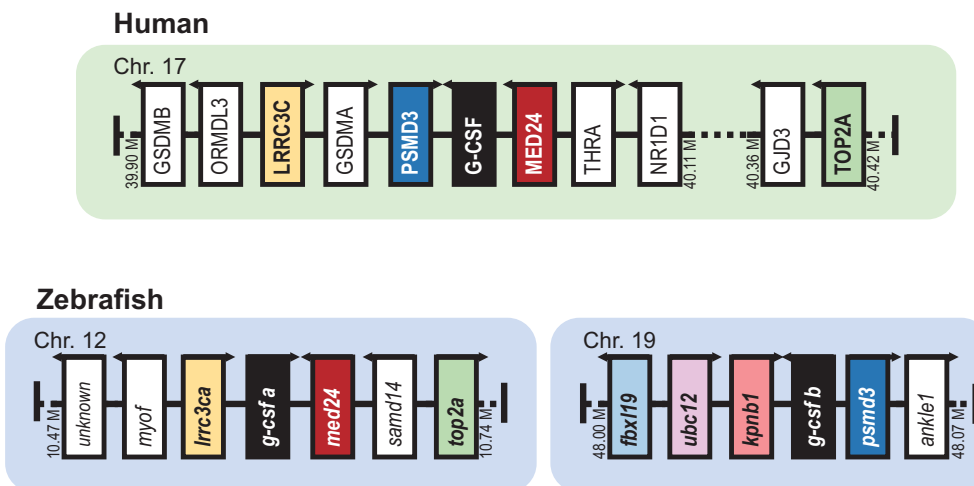 Human
Chr. 17
39.90 M
GSDMB
ORMDL3
LRRC3C
GSDMA
PSMD3
G-CSF
MED24
THRA
NR1D1
40.11 M
40.36 M
GJD3
TOP2A
40.42 M
Zebrafish
Chr. 12
10.47 M
unknown
myof
lrrc3ca
g-csf a
med24
samd14
top2a
10.74 M
Chr. 19
48.00 M
fbxl19
ubc12
kpnb1
g-csf b
psmd3
ankle1
48.07 M